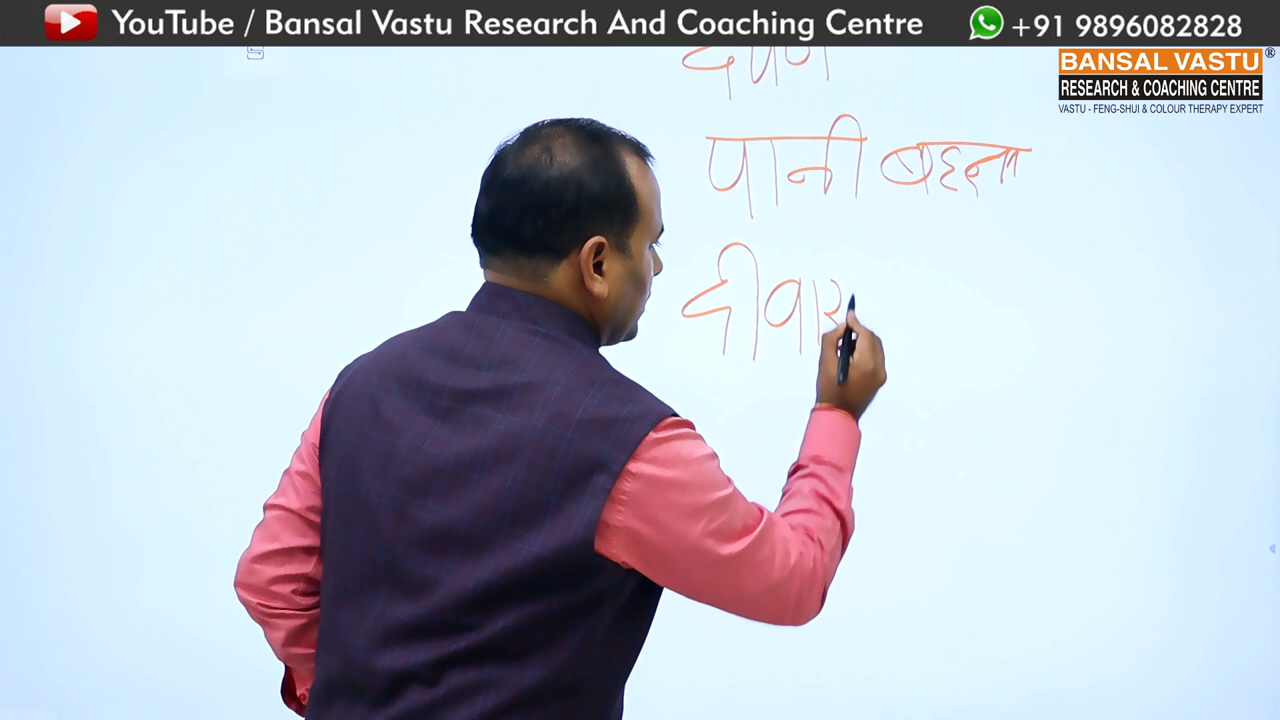 YouTube / Bansal Vastu Research And Coaching Centre +91 9896082828
BANSAL VASTU ®
RESEARCH & COACHING CENTRE
VASTU - FENG-SHUI & COLOUR THERAPY EXPERT
पानी बहना
दीवार